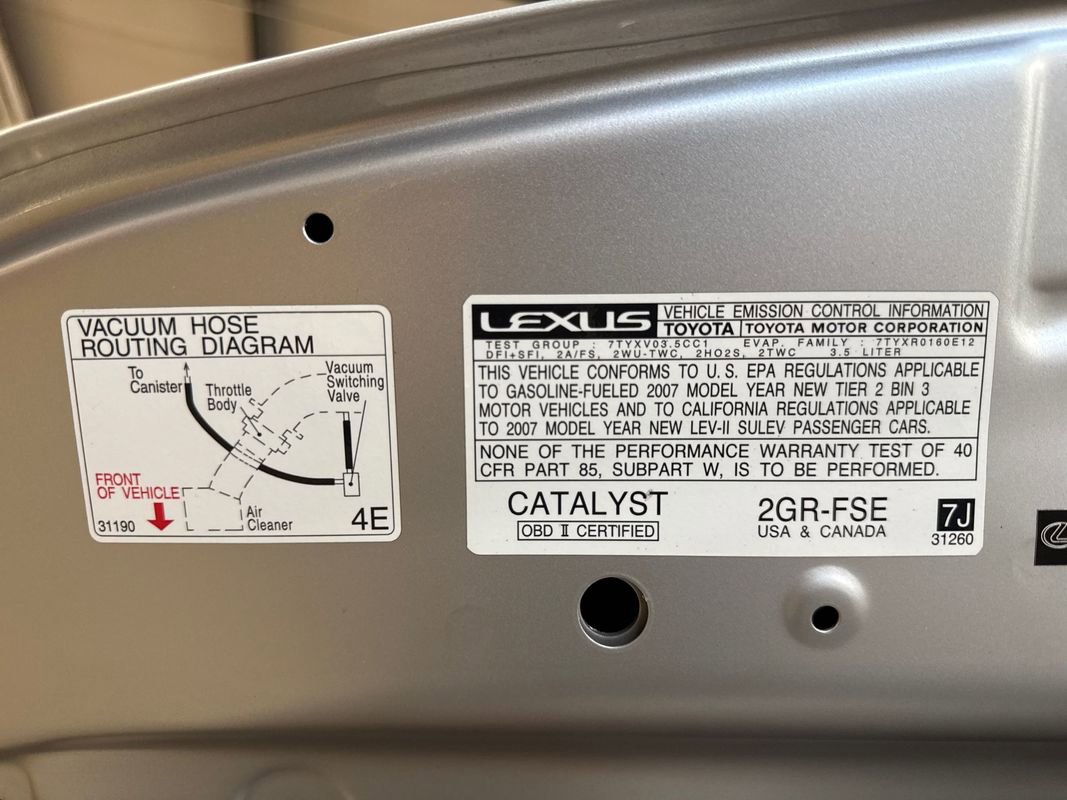 VACUUM HOSE
ROUTING DIAGRAM
To
Canister
Throttle
Body
Vacuum
Switching
Valve
FRONT
OF VEHICLE
31190
Air
Cleaner
4E
LEXUS
VEHICLE EMISSION CONTROL INFORMATION
TOYOTA TOYOTA MOTOR CORPORATION
TEST GROUP : 7TYXV03.5CC1 EVAP. FAMILY : 7TYXR0160E12
DFI+SFI, 2A/FS, 2WU-TWC, 2HO2S, 2TWC 3.5 LITER
THIS VEHICLE CONFORMS TO U.S. EPA REGULATIONS APPLICABLE
TO GASOLINE-FUELED 2007 MODEL YEAR NEW TIER 2 BIN 3
MOTOR VEHICLES AND TO CALIFORNIA REGULATIONS APPLICABLE
TO 2007 MODEL YEAR NEW LEV-II SULEV PASSENGER CARS.
NONE OF THE PERFORMANCE WARRANTY TEST OF 40
CFR PART 85, SUBPART W, IS TO BE PERFORMED.
CATALYST
OBD II CERTIFIED
2GR-FSE
USA & CANADA
7J
31260